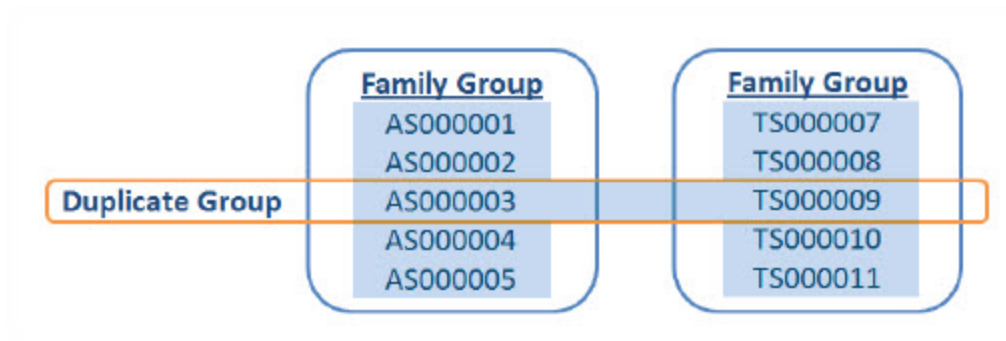 Family Group Family Group
AS000001 TS000007
AS000002 TS000008
Duplicate Group AS000003 TS000009
AS000004 TS000010
AS000005 TS000011